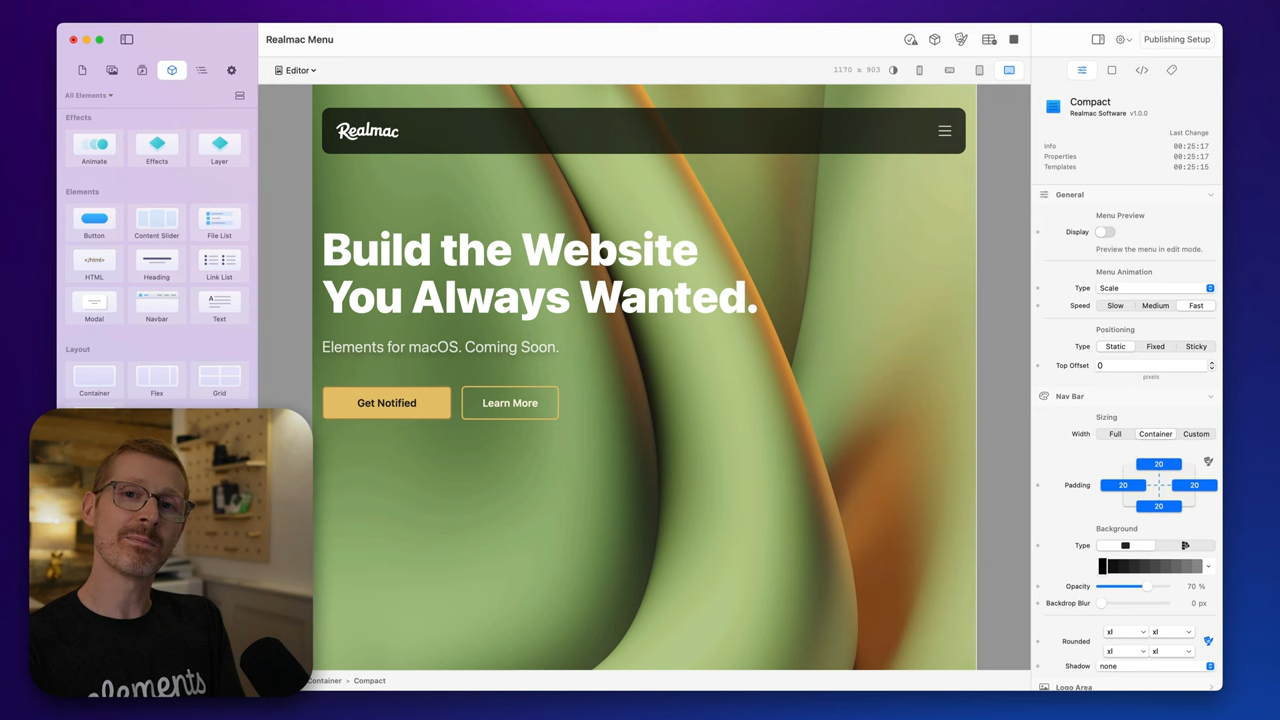 Realmac Menu
Publishing Setup
Editor
1170 × 903
All Elements
Effects
Animate
Effects
Layer
Elements
Button
Content Slider
File List
</html>
HTML
Heading
Link List
Modal
Navbar
Text
Layout
Container
Flex
Grid
Realmac
Build the Website
You Always Wanted.
Elements for macOS. Coming Soon.
Get Notified
Learn More
elements
Container > Compact
Compact
Realmac Software v1.0.0
Last Change
Info 00:25:17
Properties 00:25:17
Templates 00:25:15
General
Menu Preview
Display
Preview the menu in edit mode.
Menu Animation
Type Scale
Speed Slow Medium Fast
Positioning
Type Static Fixed Sticky
Top Offset 0
pixels
Nav Bar
Sizing
Width Full Container Custom
20
Padding 20 20
20
Background
Type
Opacity 70 %
Backdrop Blur 0 px
xl xl
Rounded
xl xl
Shadow none
Logo Area